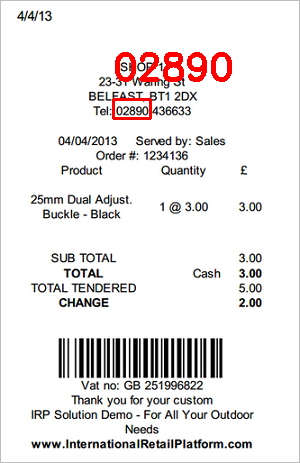 4/4/13
02890
SHOP 1
23-31 Waring St
BELFAST, BT1 2DX
Tel: 02890 436633
04/04/2013 Served by: Sales
Order #: 1234136
Product Quantity £
25mm Dual Adjust. 1 @ 3.00 3.00
Buckle - Black
SUB TOTAL 3.00
TOTAL Cash 3.00
TOTAL TENDERED 5.00
CHANGE 2.00
Vat no: GB 251996822
Thank you for your custom
IRP Solution Demo - For All Your Outdoor
Needs
www.InternationalRetailPlatform.com